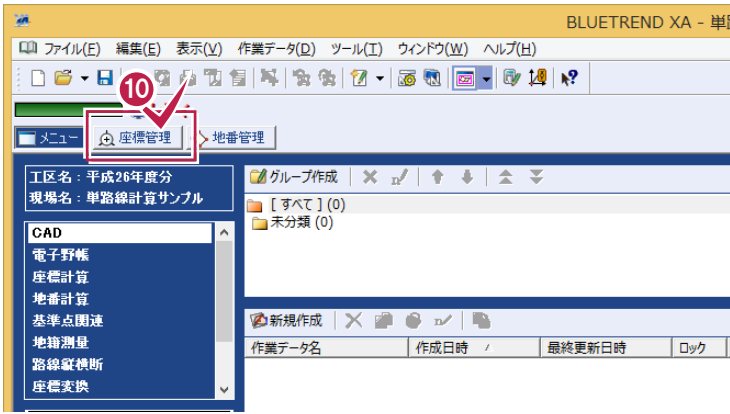 BLUETREND XA - 単
ファイル(F) 編集(E) 表示(V) 作業データ(D) ツール(T) ウィンドウ(W) ヘルプ(H)
10
メニュー 座標管理 地番管理
工区名：平成26年度分
現場名：単路線計算サンプル
CAD
電子野帳
座標計算
地番計算
基準点関連
地籍測量
路線縦横断
座標変換
グループ作成
[ すべて ] (0)
未分類 (0)
新規作成
作業データ名 作成日時 最終更新日時 ロック